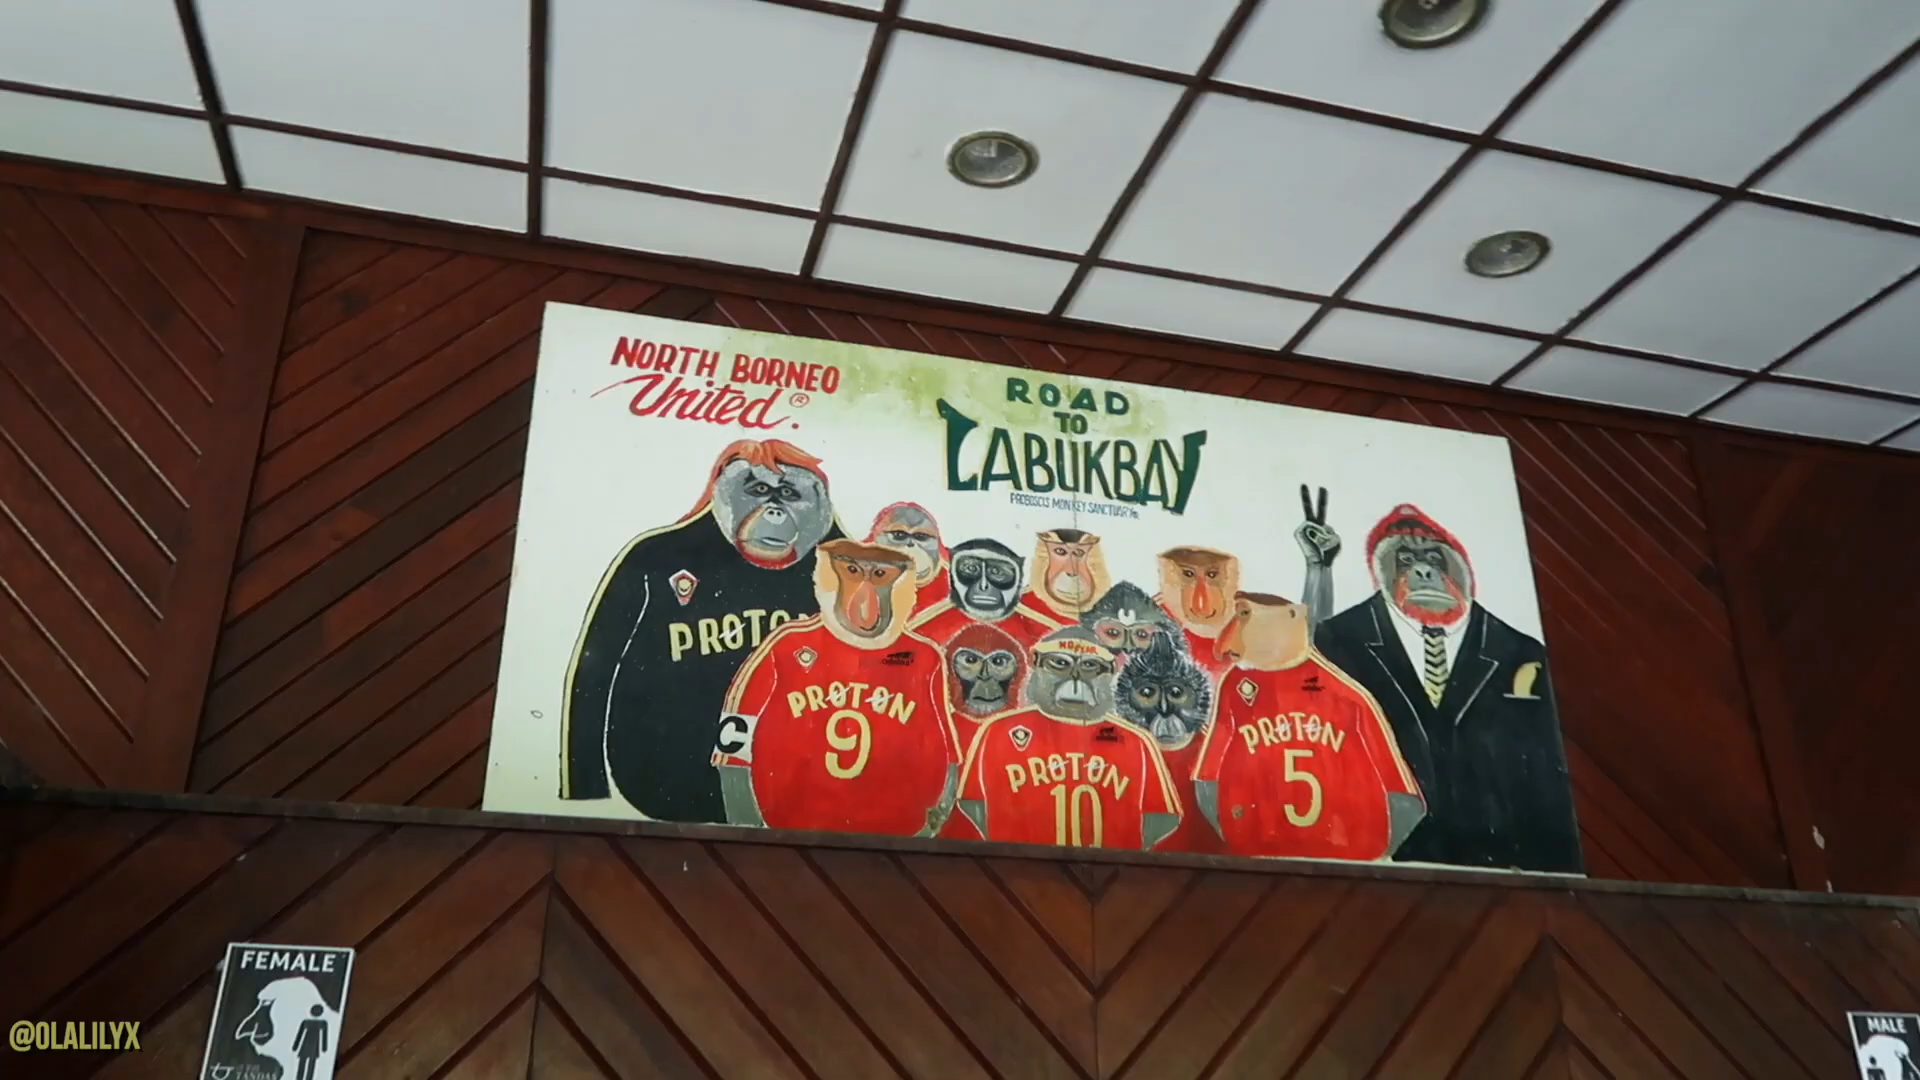 NORTH BORNEO
United ®.
ROAD
TO
LABUKBAY
PROBOSCIS MONKEY SANCTUARY
PROTON
PROTON
9
C
PROTON
10
PROTON
5
FEMALE
TANDAS
MALE
@OLALILYX